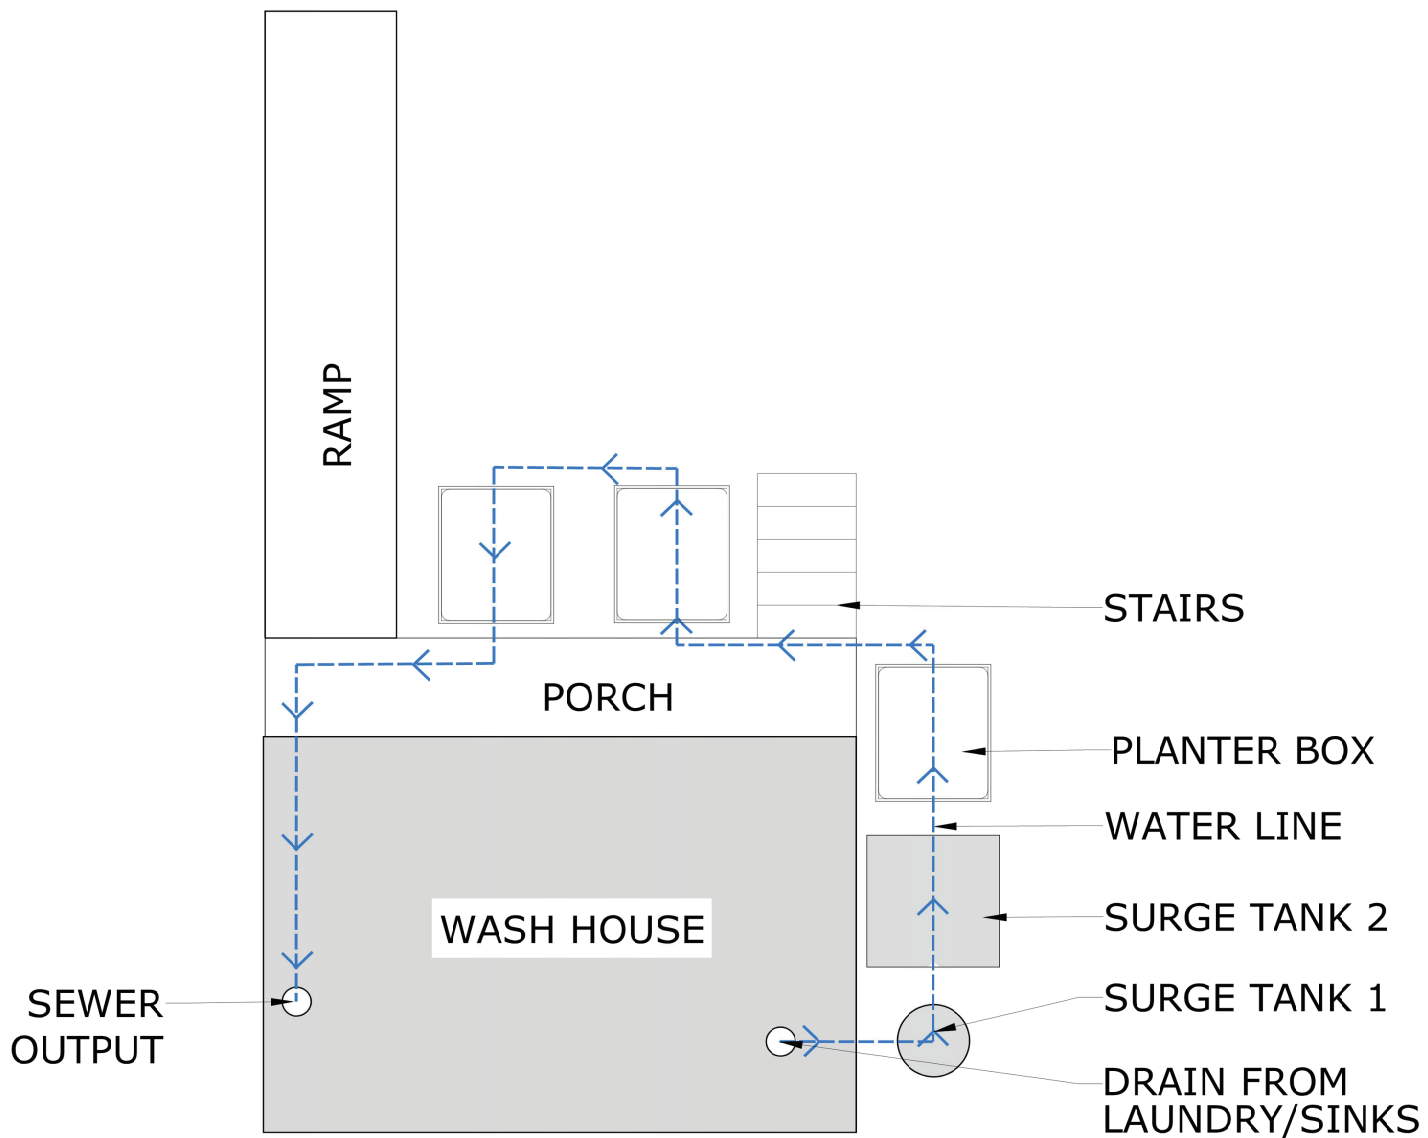 RAMP
STAIRS
PORCH
PLANTER BOX
WATER LINE
WASH HOUSE
SURGE TANK 2
SEWER
OUTPUT
SURGE TANK 1
DRAIN FROM
LAUNDRY/SINKS